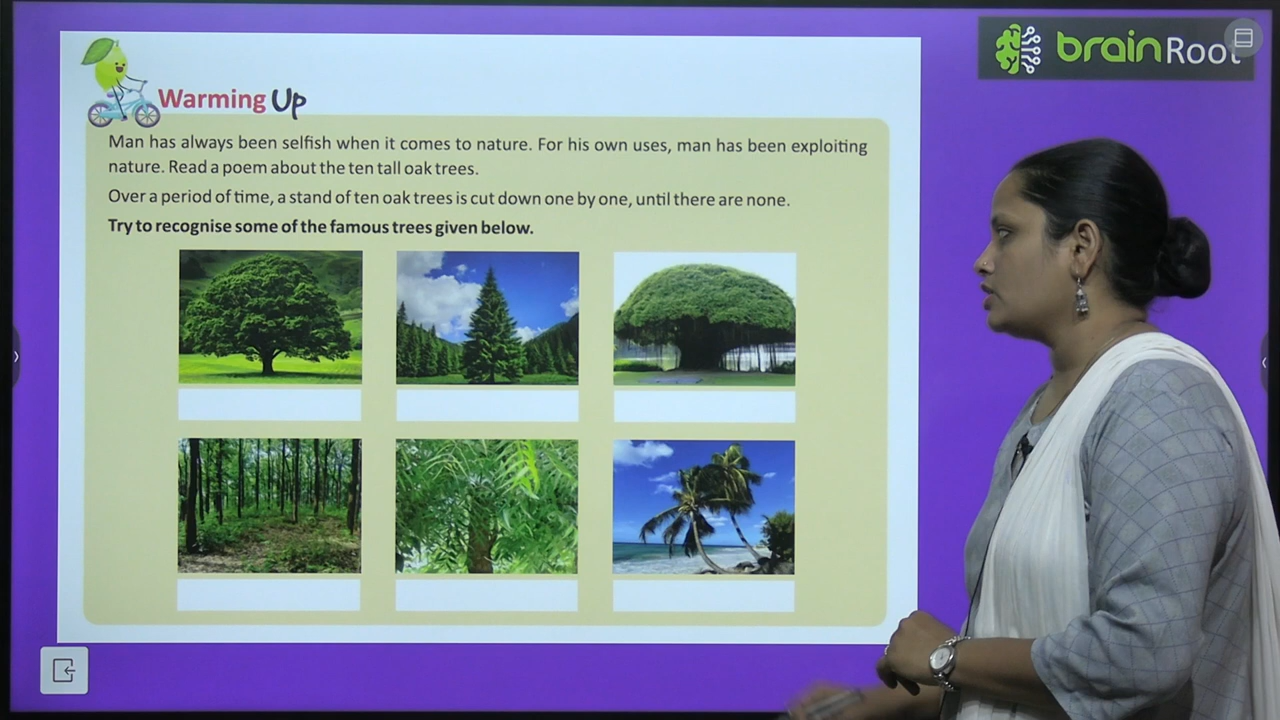 brainRoot
Warming Up
Man has always been selfish when it comes to nature. For his own uses, man has been exploiting
nature. Read a poem about the ten tall oak trees.
Over a period of time, a stand of ten oak trees is cut down one by one, until there are none.
Try to recognise some of the famous trees given below.